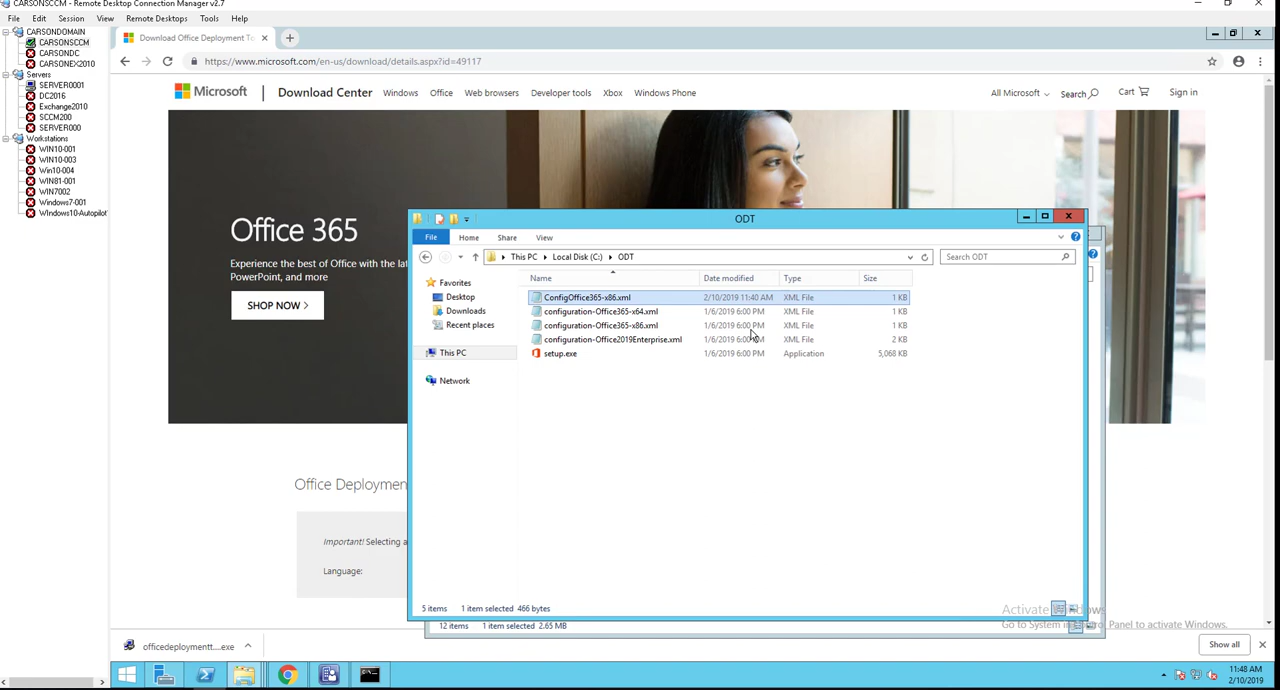 CARSONSCCM - Remote Desktop Connection Manager v2.7
File Edit Session View Remote Desktops Tools Help
CARSONDOMAIN
CARSONSCCM
CARSONDC
CARSONEX2010
Servers
SERVER0001
DC2016
Exchange2010
SCCM200
SERVER000
Workstations
WIN10-001
WIN10-003
Win10-004
WIN81-001
WIN7002
Windows7-001
WIndows10-Autopilot
Download Office Deployment To
https://www.microsoft.com/en-us/download/details.aspx?id=49117
Microsoft Download Center Windows Office Web browsers Developer tools Xbox Windows Phone All Microsoft Search Cart Sign in
Office 365
Experience the best of Office with the lat
PowerPoint, and more
SHOP NOW
Office Deploymen
Important! Selecting a
Language:
ODT
File Home Share View
This PC Local Disk (C:) ODT Search ODT
Favorites
Desktop
Downloads
Recent places
This PC
Network
Name Date modified Type Size
ConfigOffice365-x86.xml 2/10/2019 11:40 AM XML File 1 KB
configuration-Office365-x64.xml 1/6/2019 6:00 PM XML File 1 KB
configuration-Office365-x86.xml 1/6/2019 6:00 PM XML File 1 KB
configuration-Office2019Enterprise.xml 1/6/2019 6:00 PM XML File 2 KB
setup.exe 1/6/2019 6:00 PM Application 5,068 KB
5 items 1 item selected 466 bytes
12 items 1 item selected 2.65 MB
Activate Windows
Go to System in Control Panel to activate Windows.
officedeploymentt....exe
Show all
11:48 AM
2/10/2019